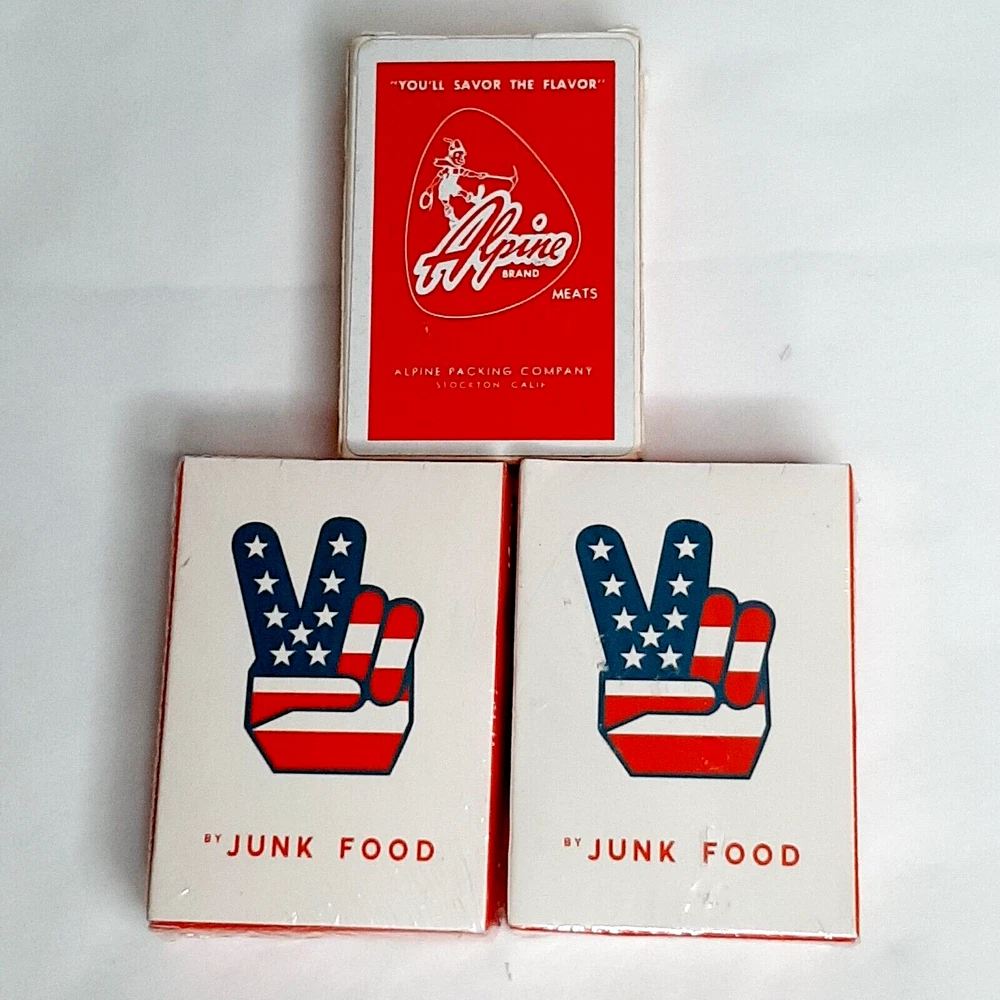 "YOU'LL SAVOR THE FLAVOR"
Alpine
BRAND
MEATS
ALPINE PACKING COMPANY
STOCKTON, CALIF
BY JUNK FOOD
BY JUNK FOOD